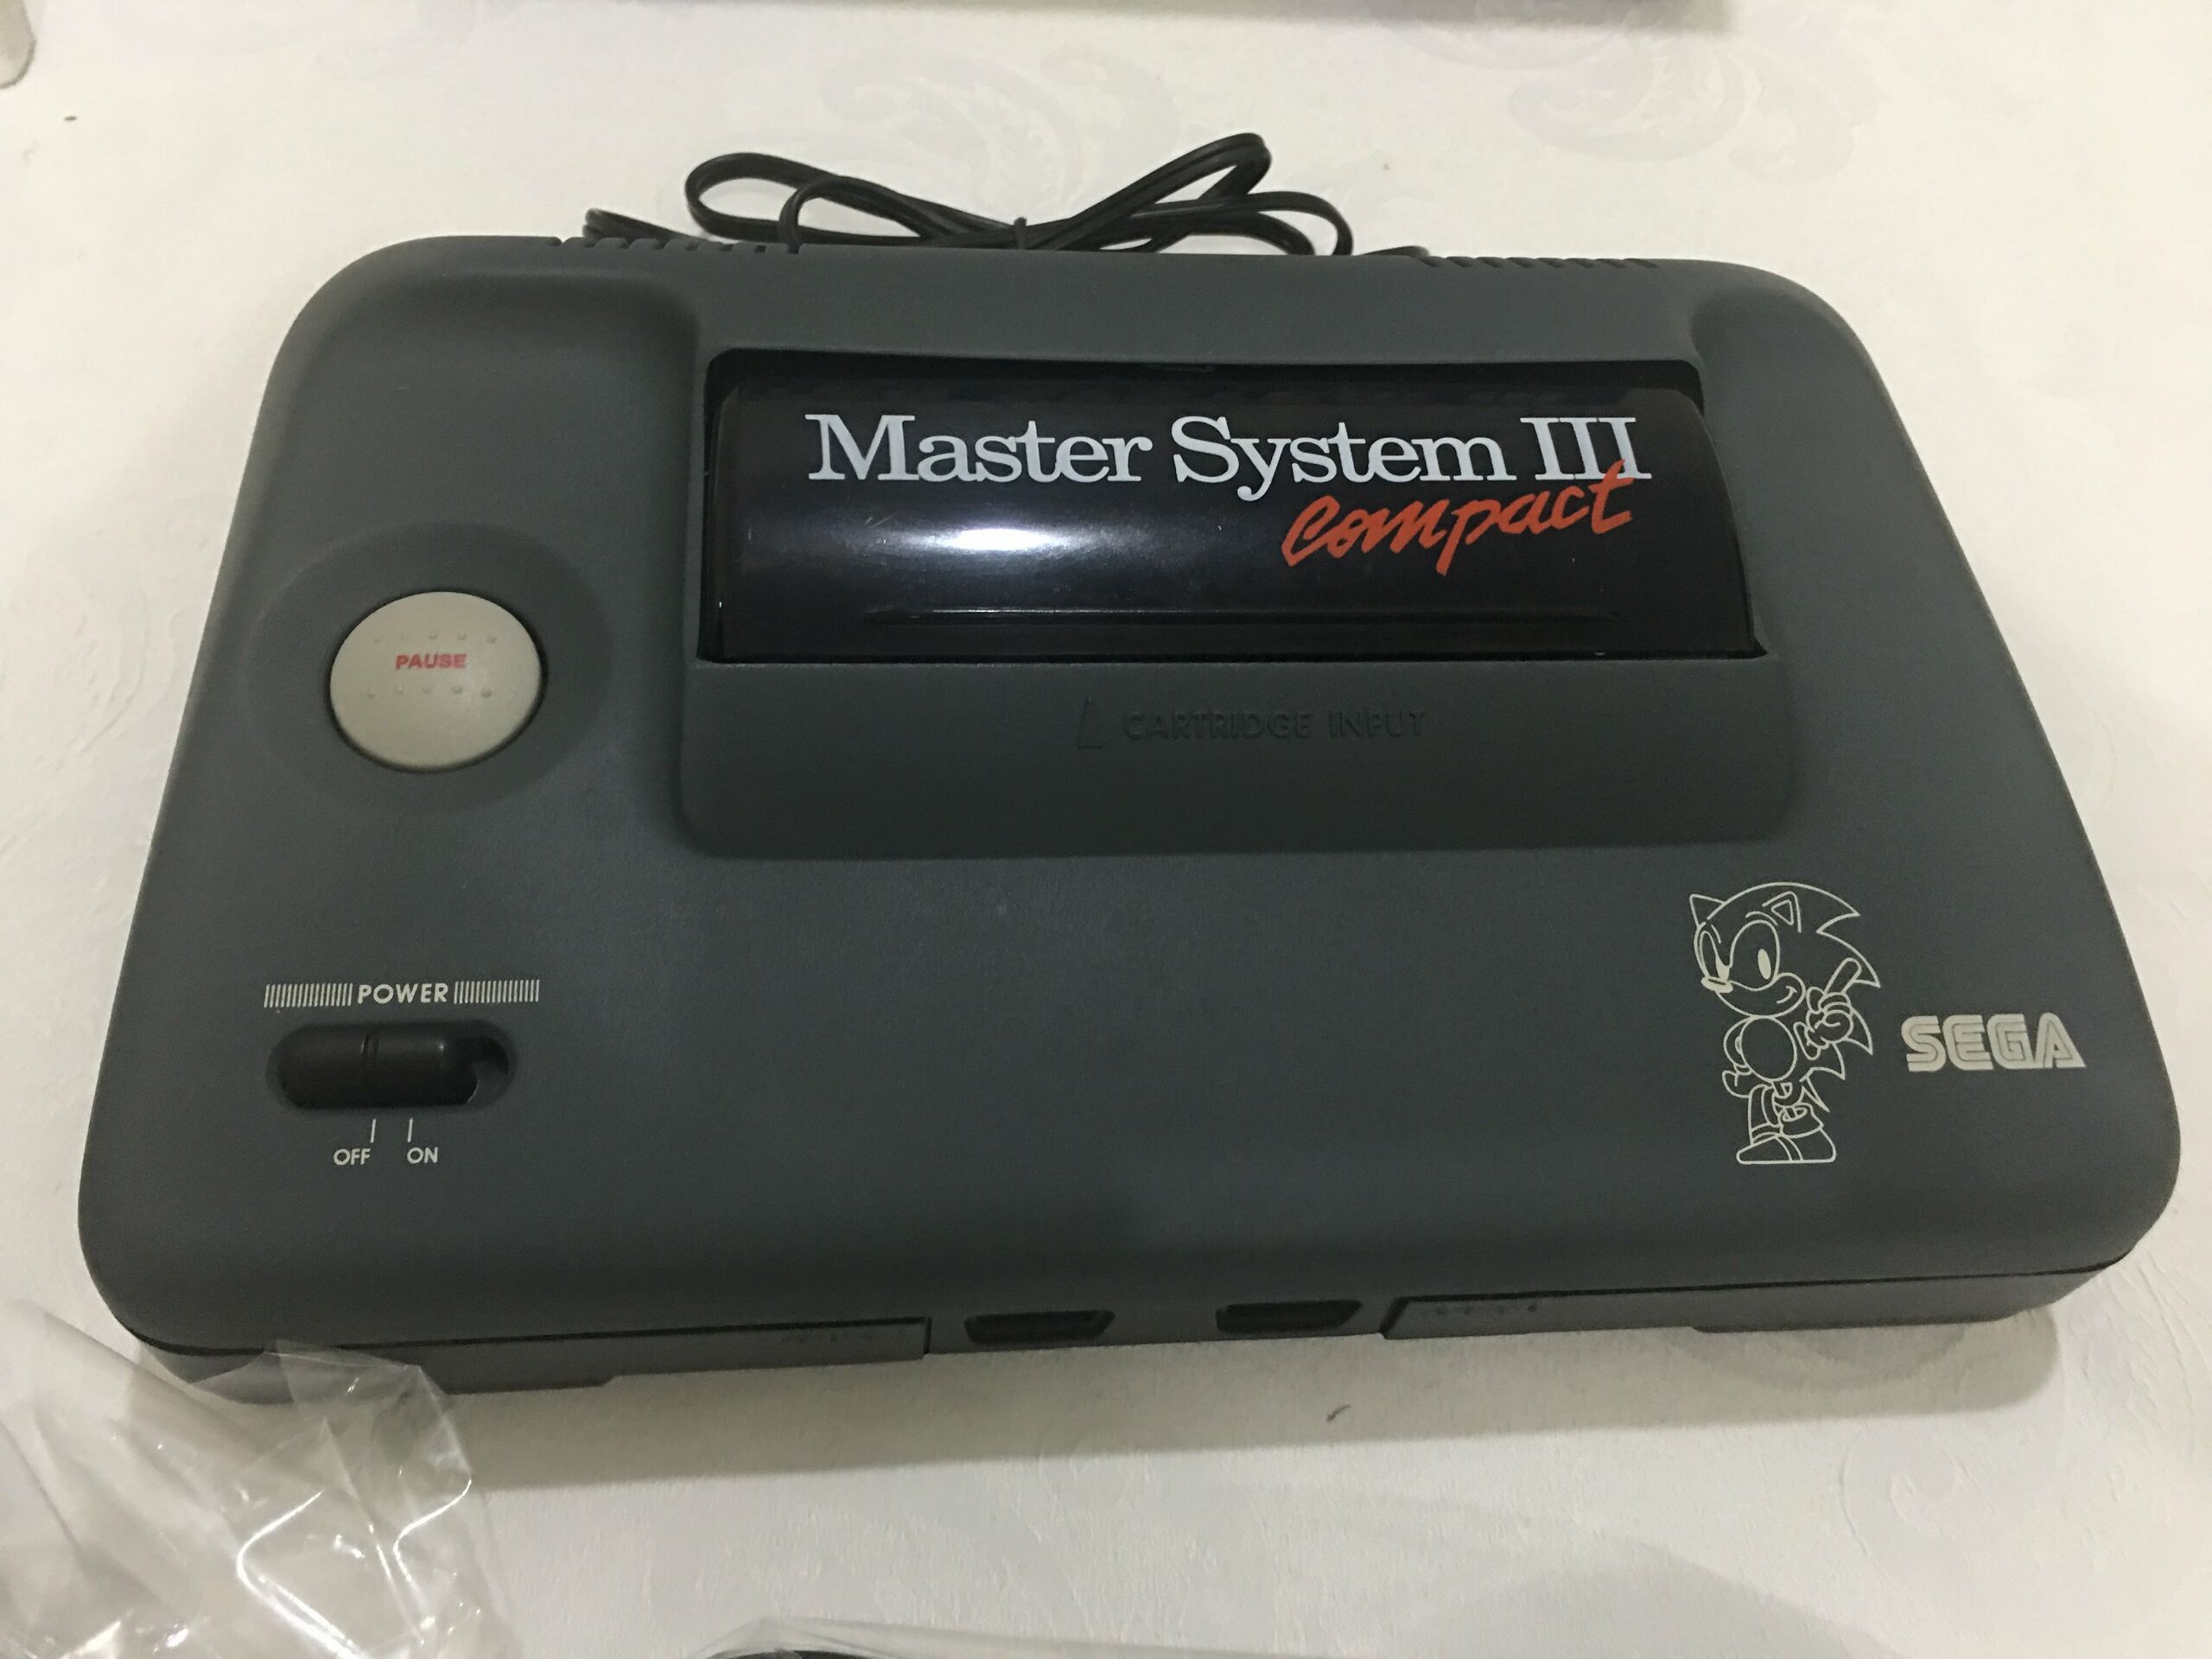 Master System III
compact
PAUSE
CARTRIDGE INPUT
POWER
OFF ON
SEGA